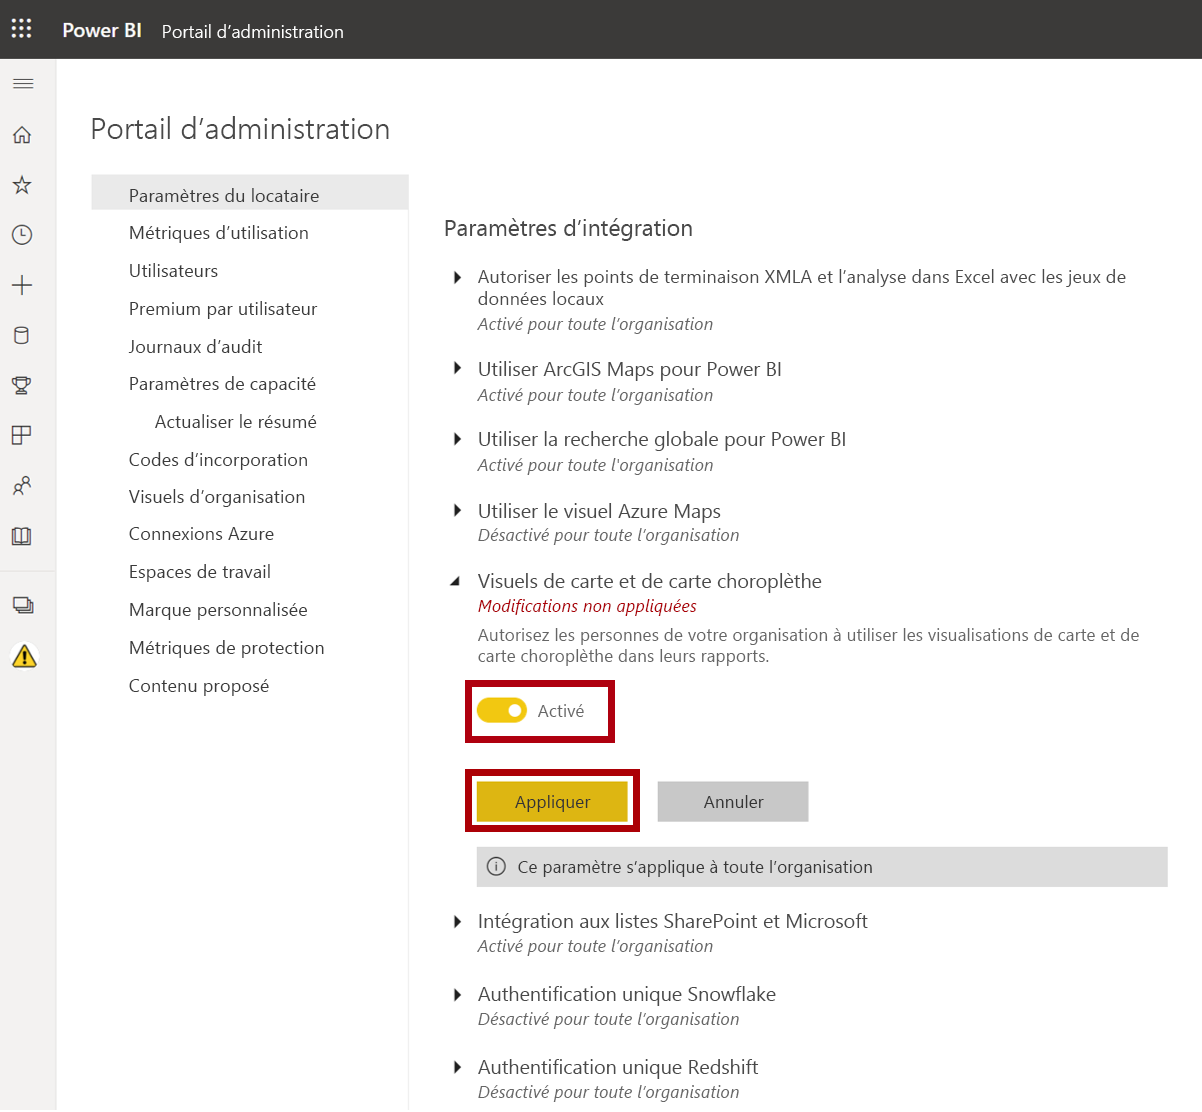 Power BI Portail d’administration
Portail d’administration
Paramètres du locataire
Métriques d’utilisation
Utilisateurs
Premium par utilisateur
Journaux d’audit
Paramètres de capacité
Actualiser le résumé
Codes d’incorporation
Visuels d’organisation
Connexions Azure
Espaces de travail
Marque personnalisée
Métriques de protection
Contenu proposé
Paramètres d’intégration
Autoriser les points de terminaison XMLA et l’analyse dans Excel avec les jeux de
données locaux
Activé pour toute l’organisation
Utiliser ArcGIS Maps pour Power BI
Activé pour toute l’organisation
Utiliser la recherche globale pour Power BI
Activé pour toute l'organisation
Utiliser le visuel Azure Maps
Désactivé pour toute l’organisation
Visuels de carte et de carte choroplèthe
Modifications non appliquées
Autorisez les personnes de votre organisation à utiliser les visualisations de carte et de
carte choroplèthe dans leurs rapports.
Activé
Appliquer Annuler
Ce paramètre s’applique à toute l’organisation
Intégration aux listes SharePoint et Microsoft
Activé pour toute l’organisation
Authentification unique Snowflake
Désactivé pour toute l’organisation
Authentification unique Redshift
Désactivé pour toute l’organisation